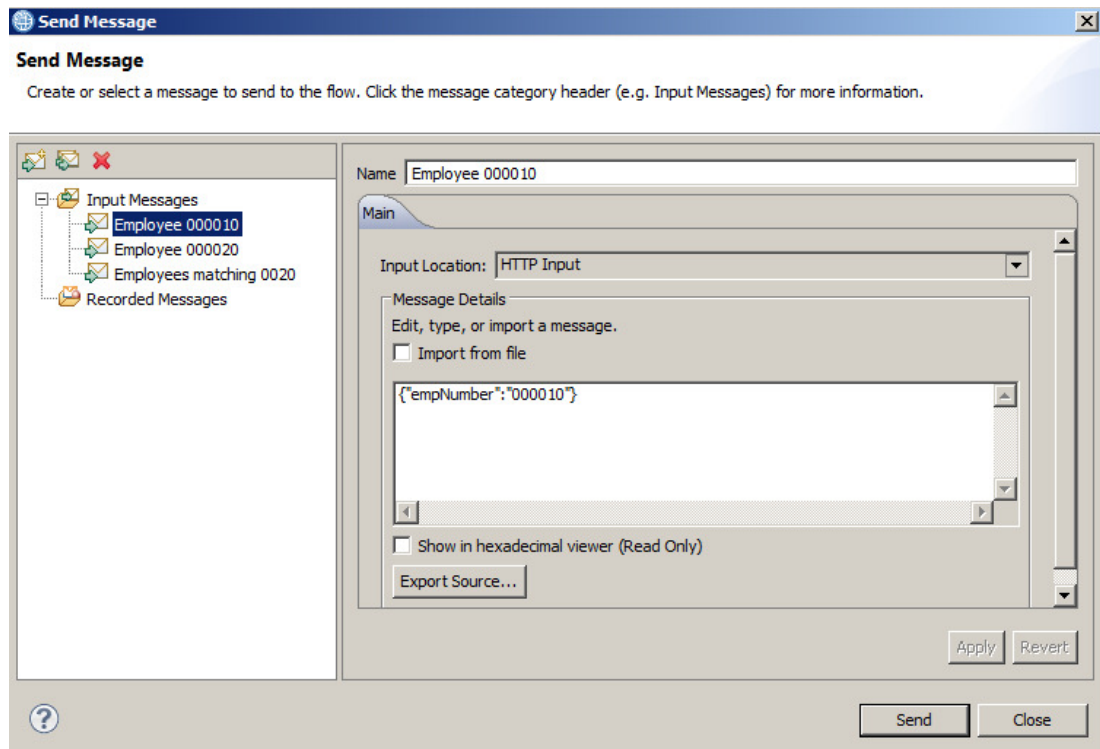 Send Message
Send Message
Create or select a message to send to the flow. Click the message category header (e.g. Input Messages) for more information.
Input Messages
Employee 000010
Employee 000020
Employees matching 0020
Recorded Messages
Name Employee 000010
Main
Input Location: HTTP Input
Message Details
Edit, type, or import a message.
Import from file
{"empNumber":"000010"}
Show in hexadecimal viewer (Read Only)
Export Source...
Apply Revert
? Send Close